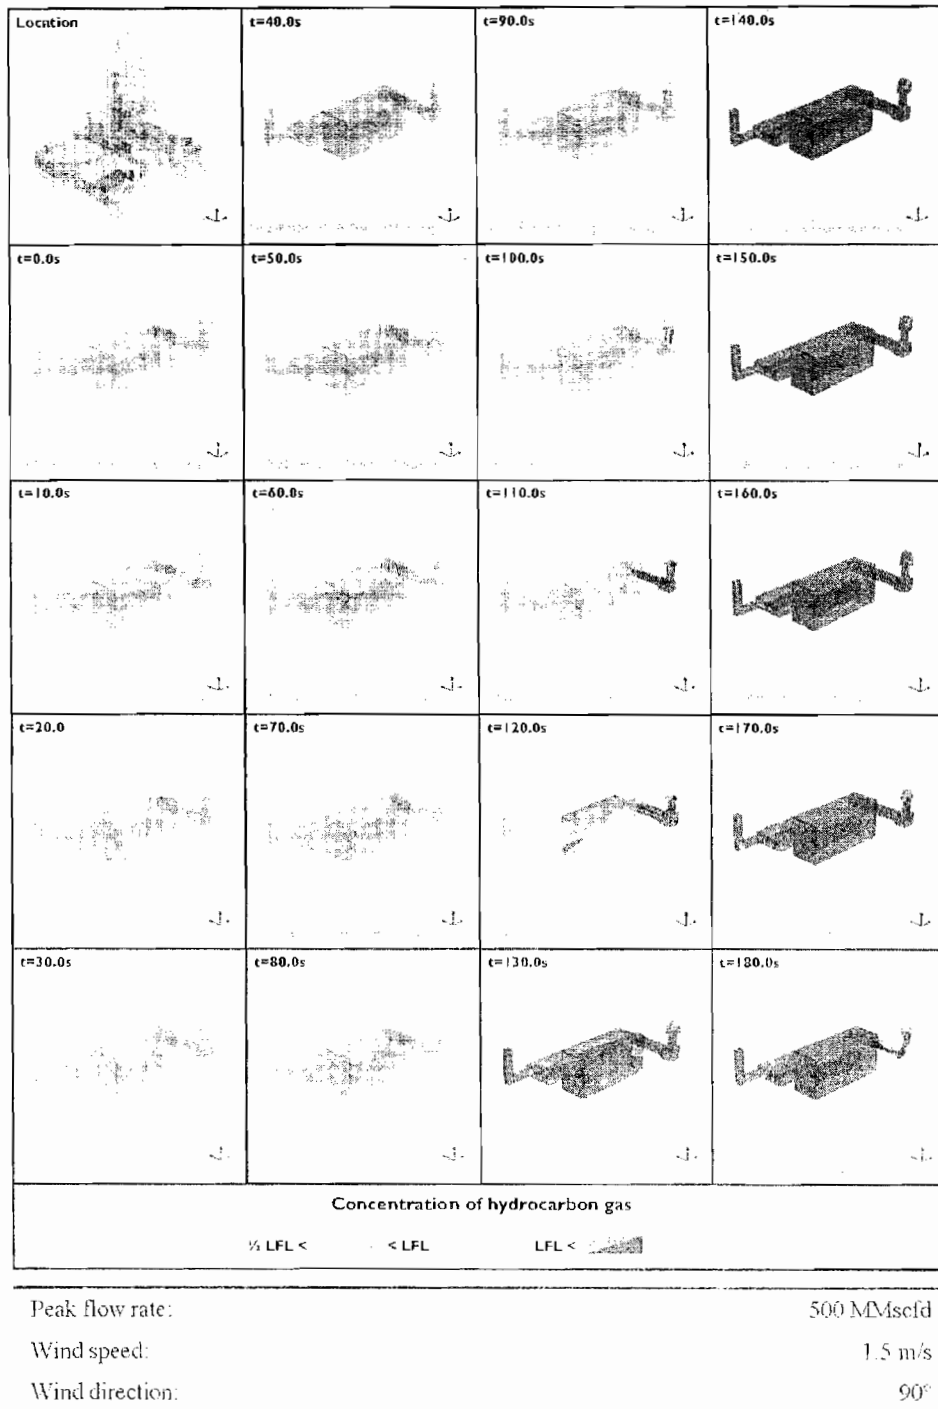 Location
t=40.0s
t=90.0s
t=140.0s
t=0.0s
t=50.0s
t=100.0s
t=150.0s
t=10.0s
t=60.0s
t=110.0s
t=160.0s
t=20.0
t=70.0s
t=120.0s
t=170.0s
t=30.0s
t=80.0s
t=130.0s
t=180.0s
Concentration of hydrocarbon gas
½ LFL < < LFL LFL <
Peak flow rate: 500 MMscfd
Wind speed: 1.5 m/s
Wind direction: 90°